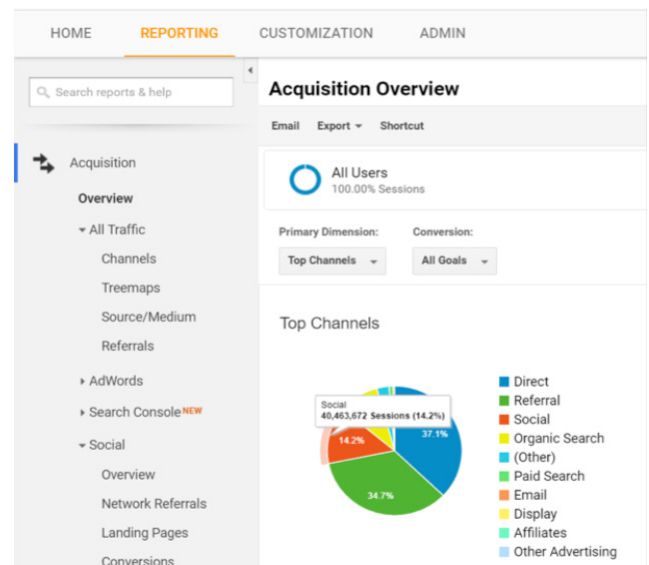 HOME REPORTING CUSTOMIZATION ADMIN
Search reports & help
Acquisition
Overview
All Traffic
Channels
Treemaps
Source/Medium
Referrals
AdWords
Search Console NEW
Social
Overview
Network Referrals
Landing Pages
Conversions
Acquisition Overview
Email Export Shortcut
All Users
100.00% Sessions
Primary Dimension: Conversion:
Top Channels All Goals
Top Channels
Social
40,463,672 Sessions (14.2%)
14.2%
37.1%
34.7%
Direct
Referral
Social
Organic Search
(Other)
Paid Search
Email
Display
Affiliates
Other Advertising